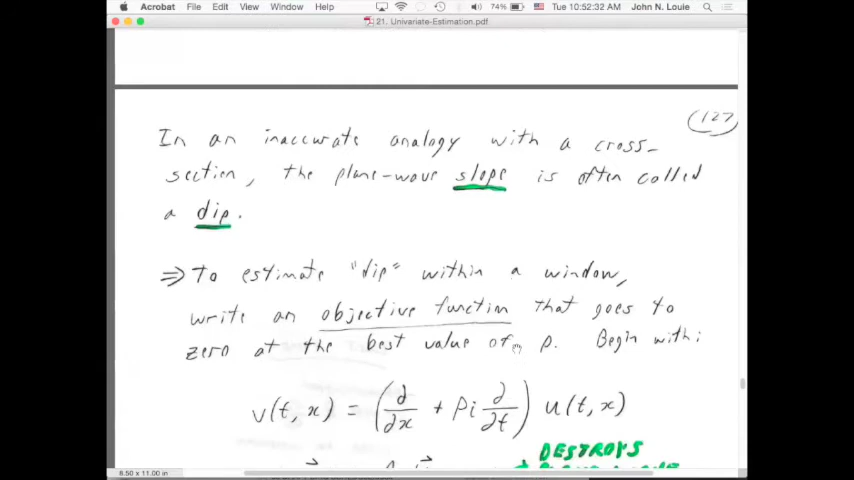 Acrobat File Edit View Window Help 74% Tue 10:52:32 AM John N. Louie
21. Univariate-Estimation.pdf
127
In an inaccurate analogy with a cross-
section, the plane-wave slope is often called
a dip.
⇒ To estimate "dip" within a window,
write an objective function that goes to
zero at the best value of p. Begin with:
v(t, x) = (∂/∂x + pi ∂/∂t) u(t, x)
DESTROYS
8.50 x 11.00 in